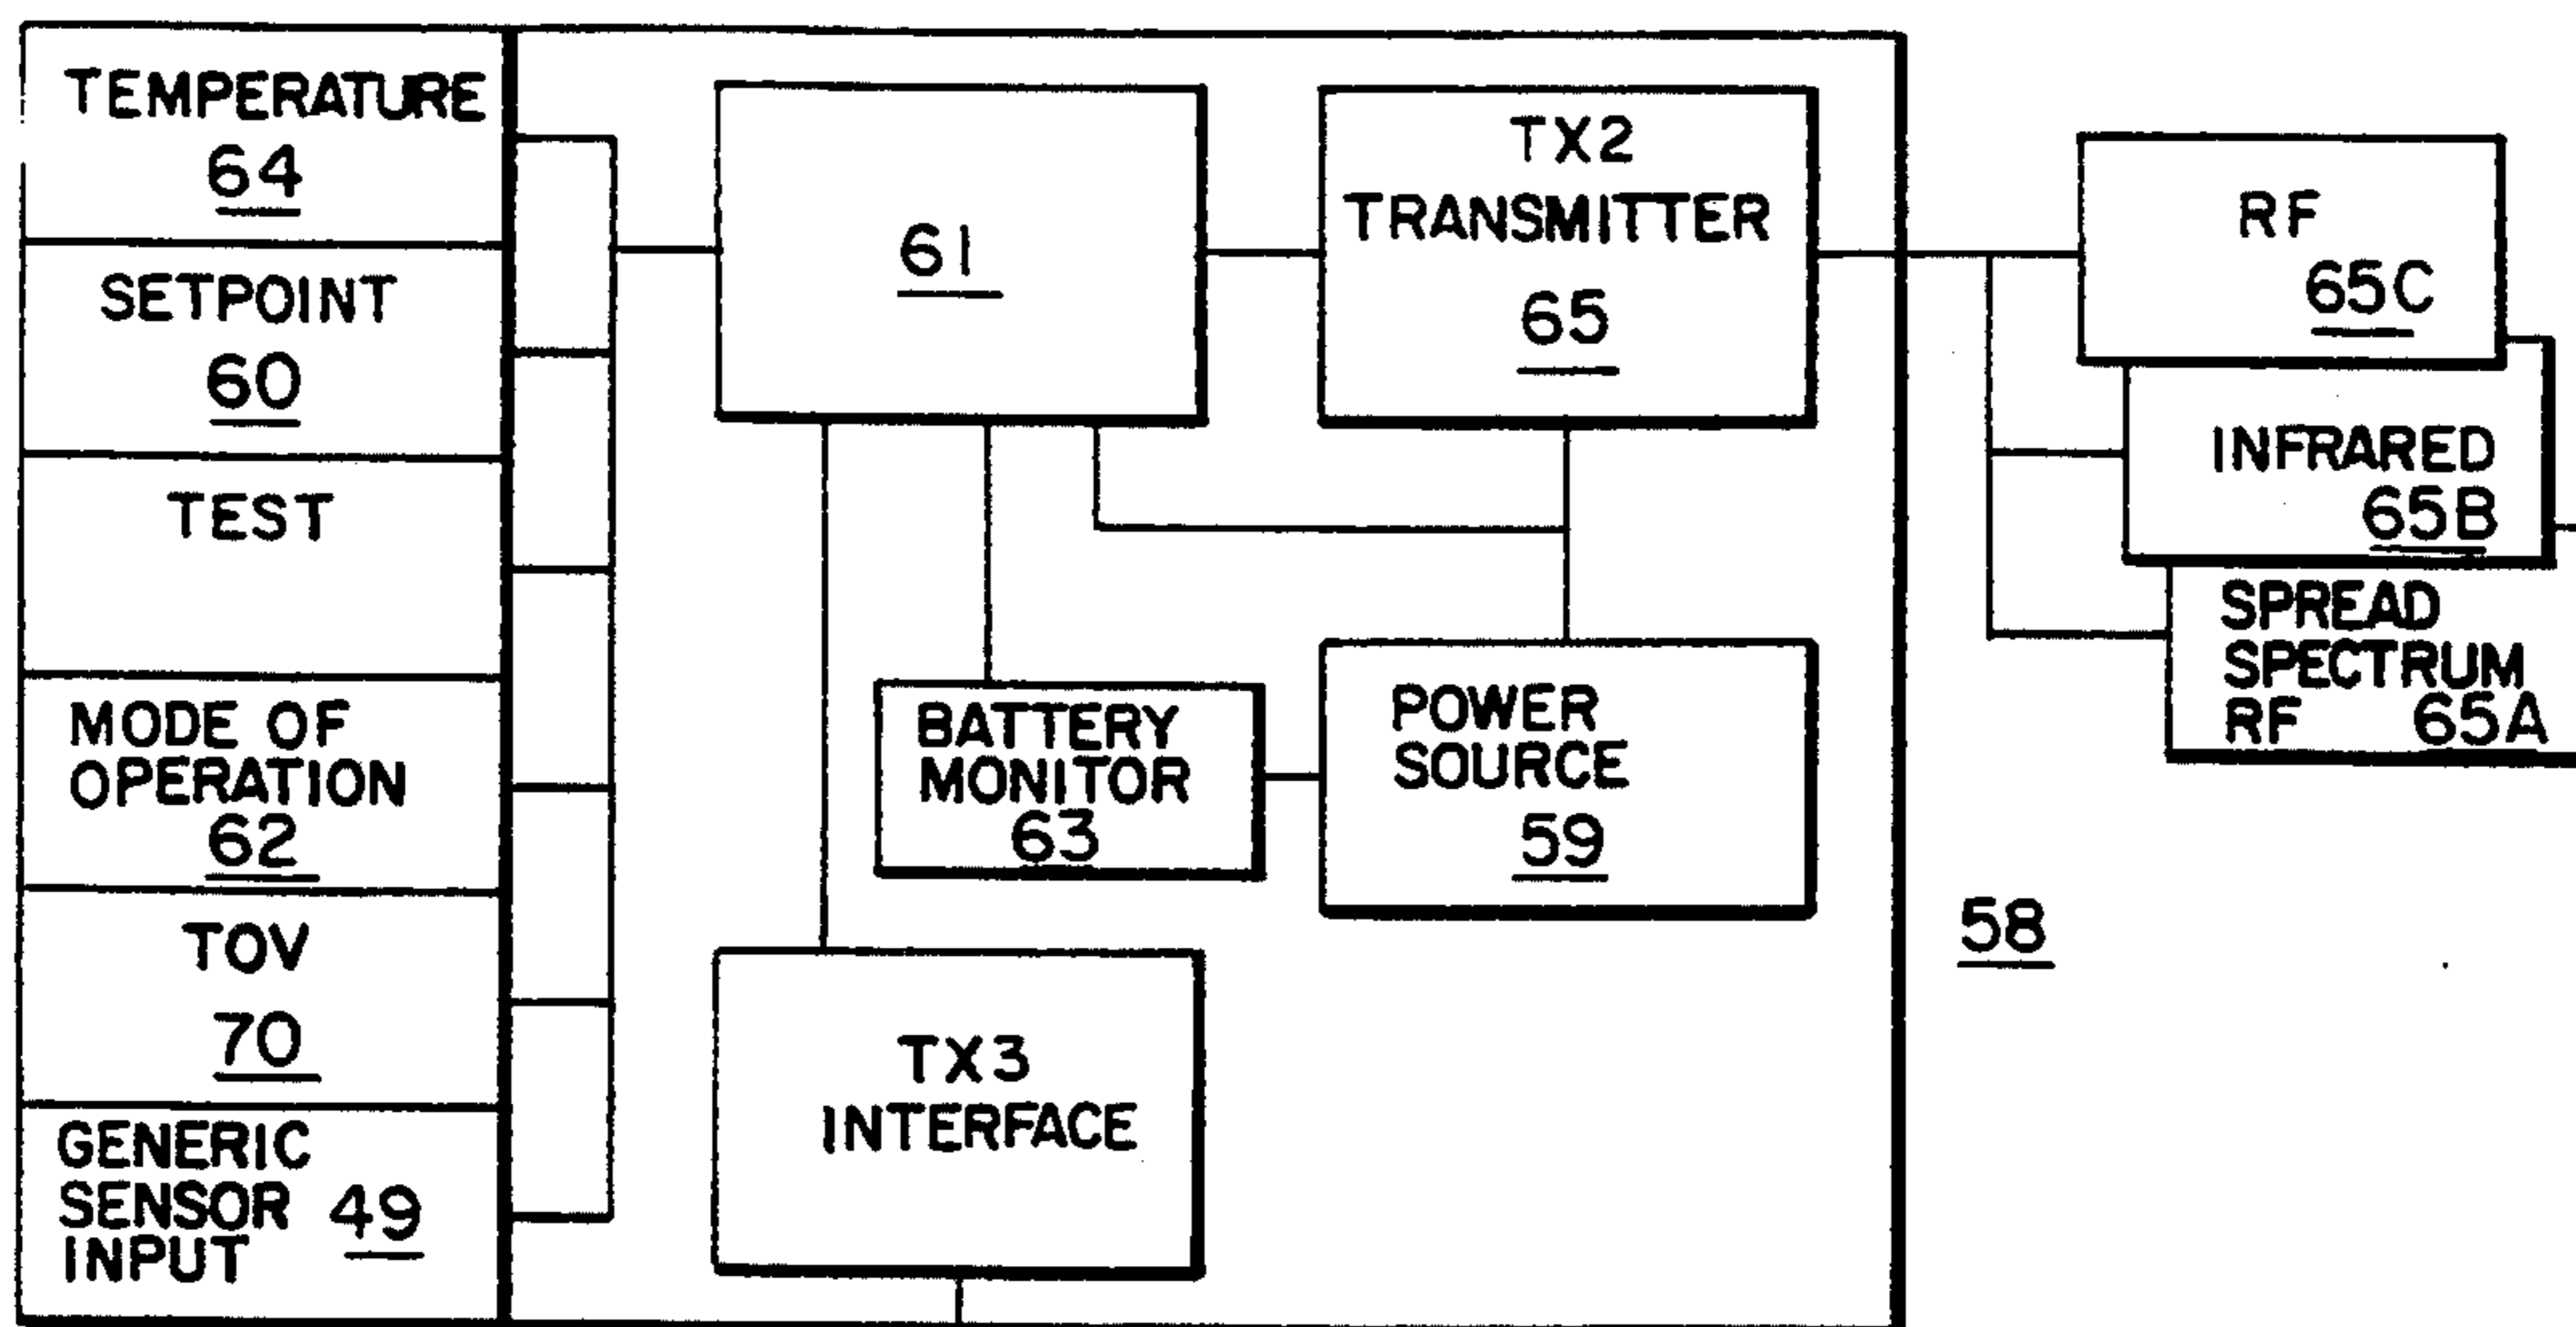 TEMPERATURE
64
SETPOINT
60
TEST
MODE OF
OPERATION
62
TOV
70
GENERIC
SENSOR 49
INPUT
61
TX2
TRANSMITTER
65
BATTERY
MONITOR
63
POWER
SOURCE
59
TX3
INTERFACE
RF
65C
INFRARED
65B
SPREAD
SPECTRUM
RF 65A
58